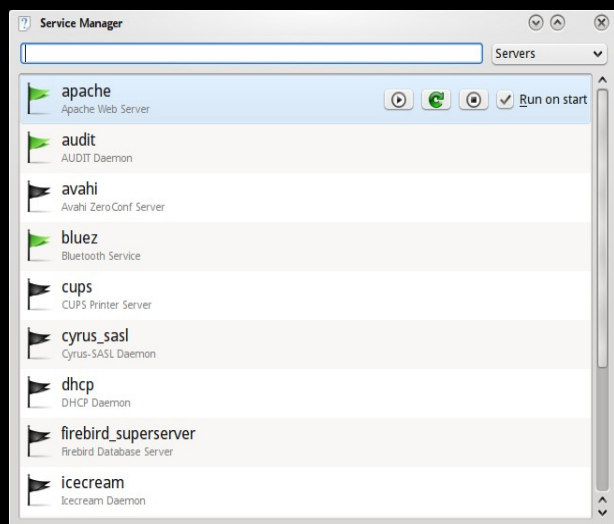 Service Manager
Servers
apache
Apache Web Server
Run on start
audit
AUDIT Daemon
avahi
Avahi ZeroConf Server
bluez
Bluetooth Service
cups
CUPS Printer Server
cyrus_sasl
Cyrus-SASL Daemon
dhcp
DHCP Daemon
firebird_superserver
Firebird Database Server
icecream
Icecream Daemon